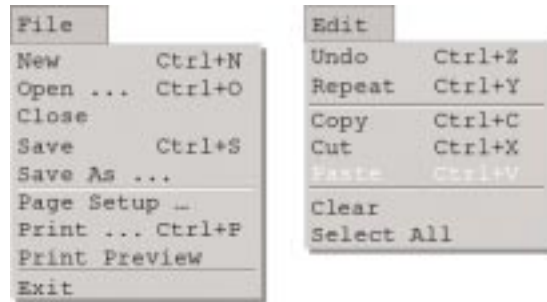 File
New Ctrl+N
Open ... Ctrl+O
Close
Save Ctrl+S
Save As ...
Page Setup …
Print ... Ctrl+P
Print Preview
Exit
Edit
Undo Ctrl+Z
Repeat Ctrl+Y
Copy Ctrl+C
Cut Ctrl+X
Paste Ctrl+V
Clear
Select All